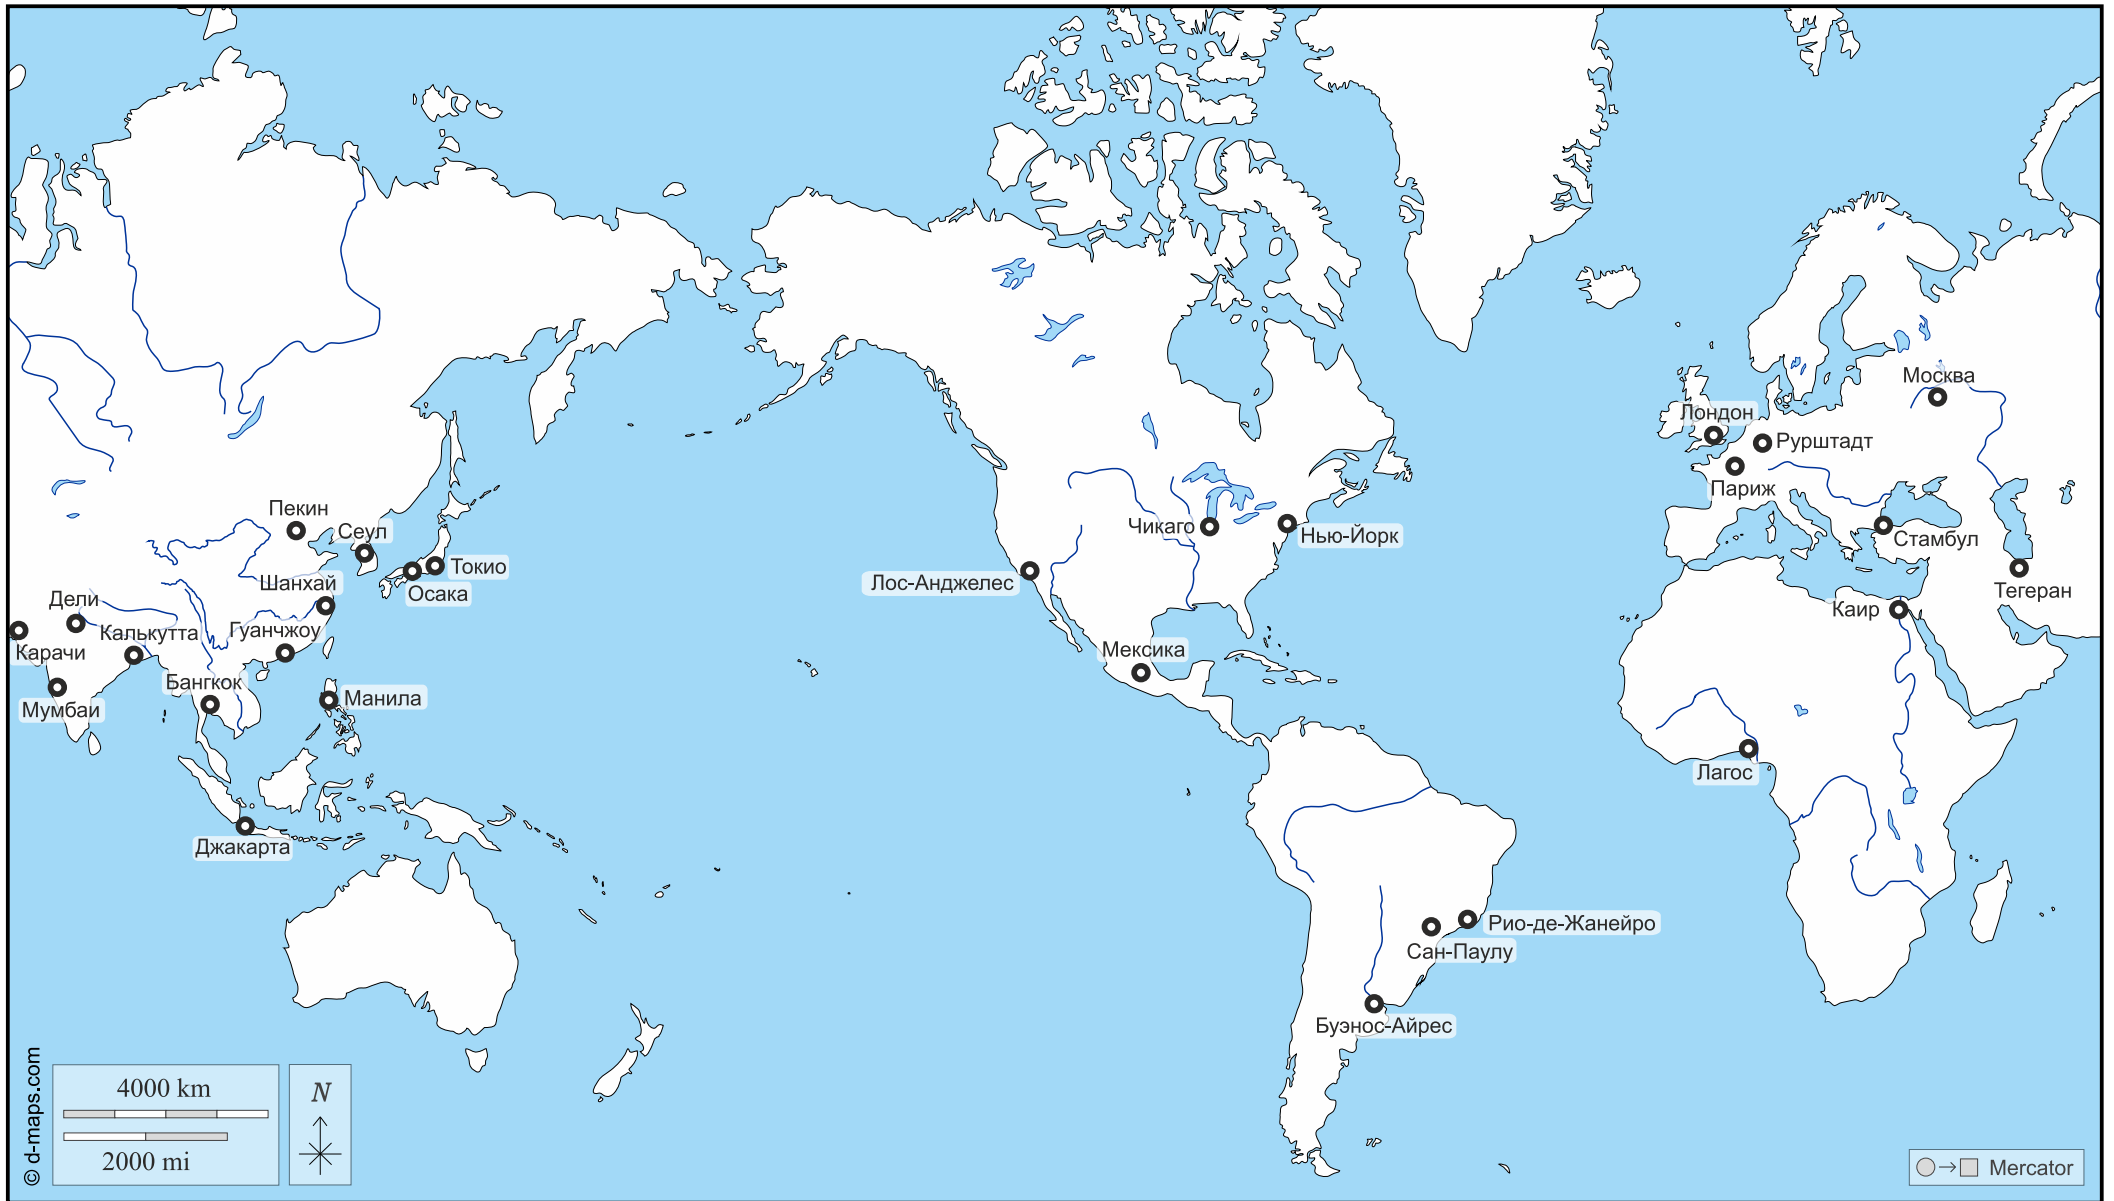 Москва
Лондон
Рурштадт
Париж
Пекин
Сеул
Чикаго
Нью-Йорк
Стамбул
Токио
Шанхай
Осака
Лос-Анджелес
Тегеран
Дели
Каир
Калькутта
Гуанчжоу
Карачи
Мексика
Бангкок
Манила
Мумбаи
Лагос
Джакарта
Рио-де-Жанейро
Сан-Паулу
Буэнос-Айрес
© d-maps.com
4000 km
2000 mi
N
Mercator